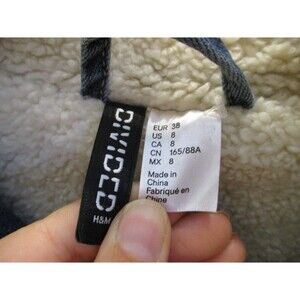 DIVIDED
H&M
EUR 38
US 8
CA 8
CN 165/88A
MX 8
Made in
China
Fabriqué en
Chine